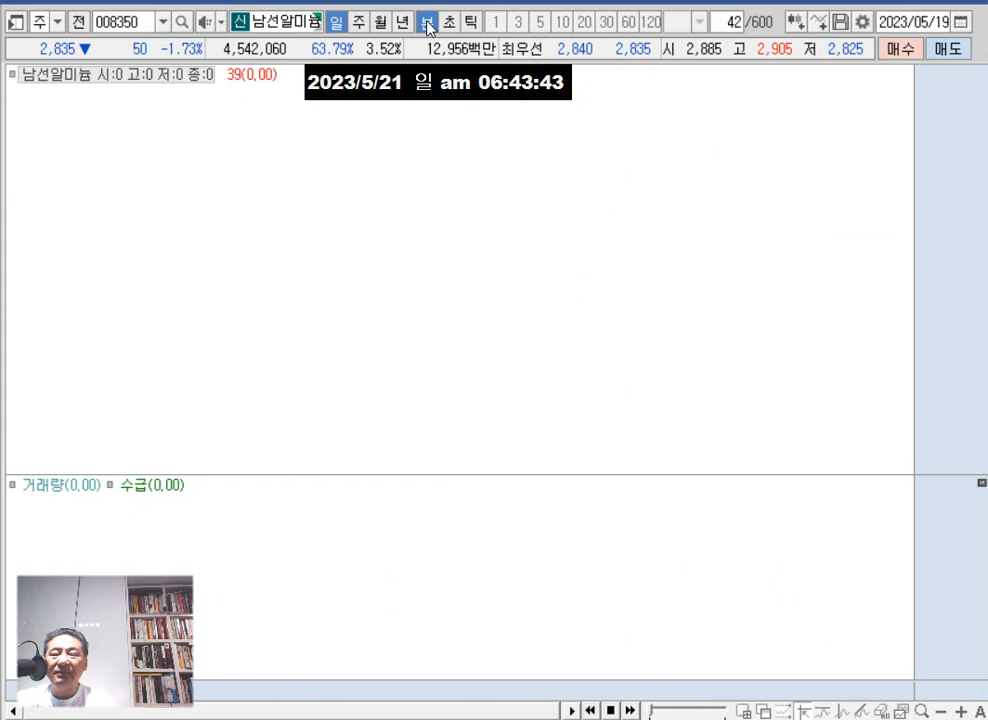 주 전 008350 신 남선알미늄 일 주 월 년 분 초 틱 1 3 5 10 20 30 60 120 42 /600 2023/05/19
2,835 ▼ 50 -1.73% 4,542,060 63.79% 3.52% 12,956백만 최우선 2,840 2,835 시 2,885 고 2,905 저 2,825 매수 매도
남선알미늄 시:0 고:0 저:0 종:0 39(0,00)
2023/5/21 일 am 06:43:43
거래량(0,00) 수급(0,00)
A